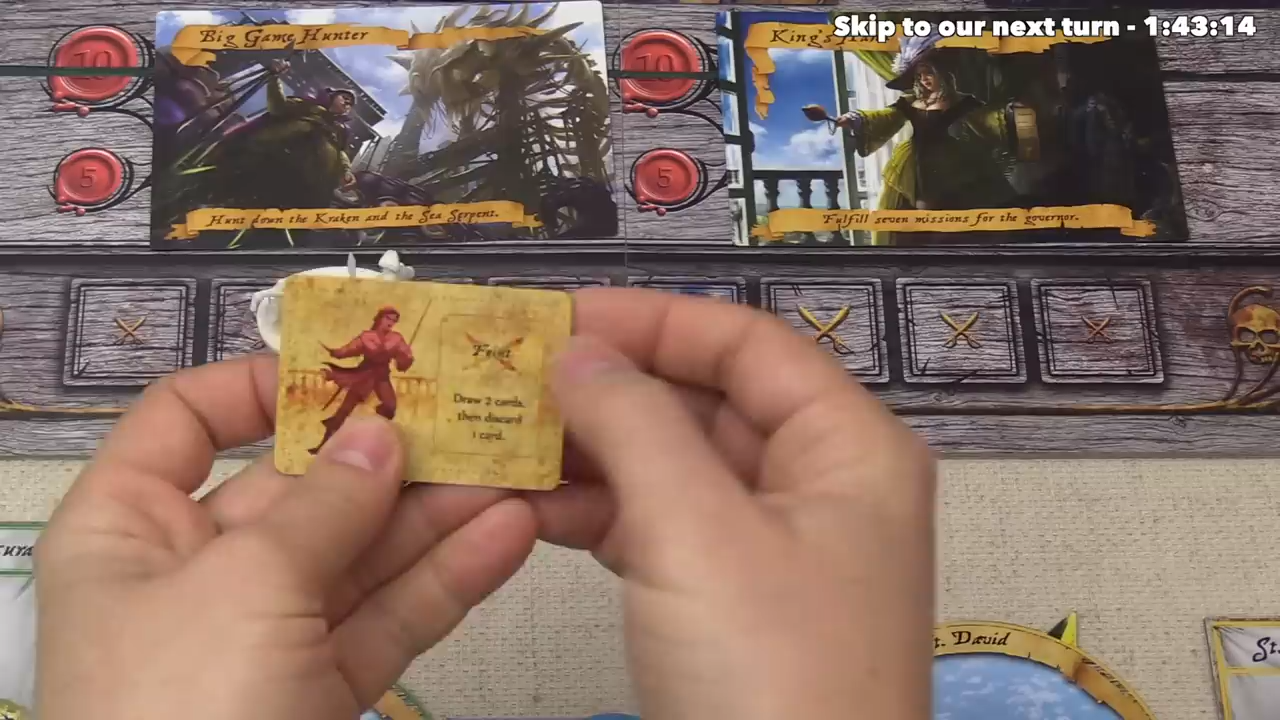 Skip to our next turn - 1:43:14
10
Big Game Hunter
10
King's
5
Hunt down the Kraken and the Sea Serpent.
5
Fulfill seven missions for the governor.
Feint
Draw 2 cards,
then discard
1 card.
t. David
St